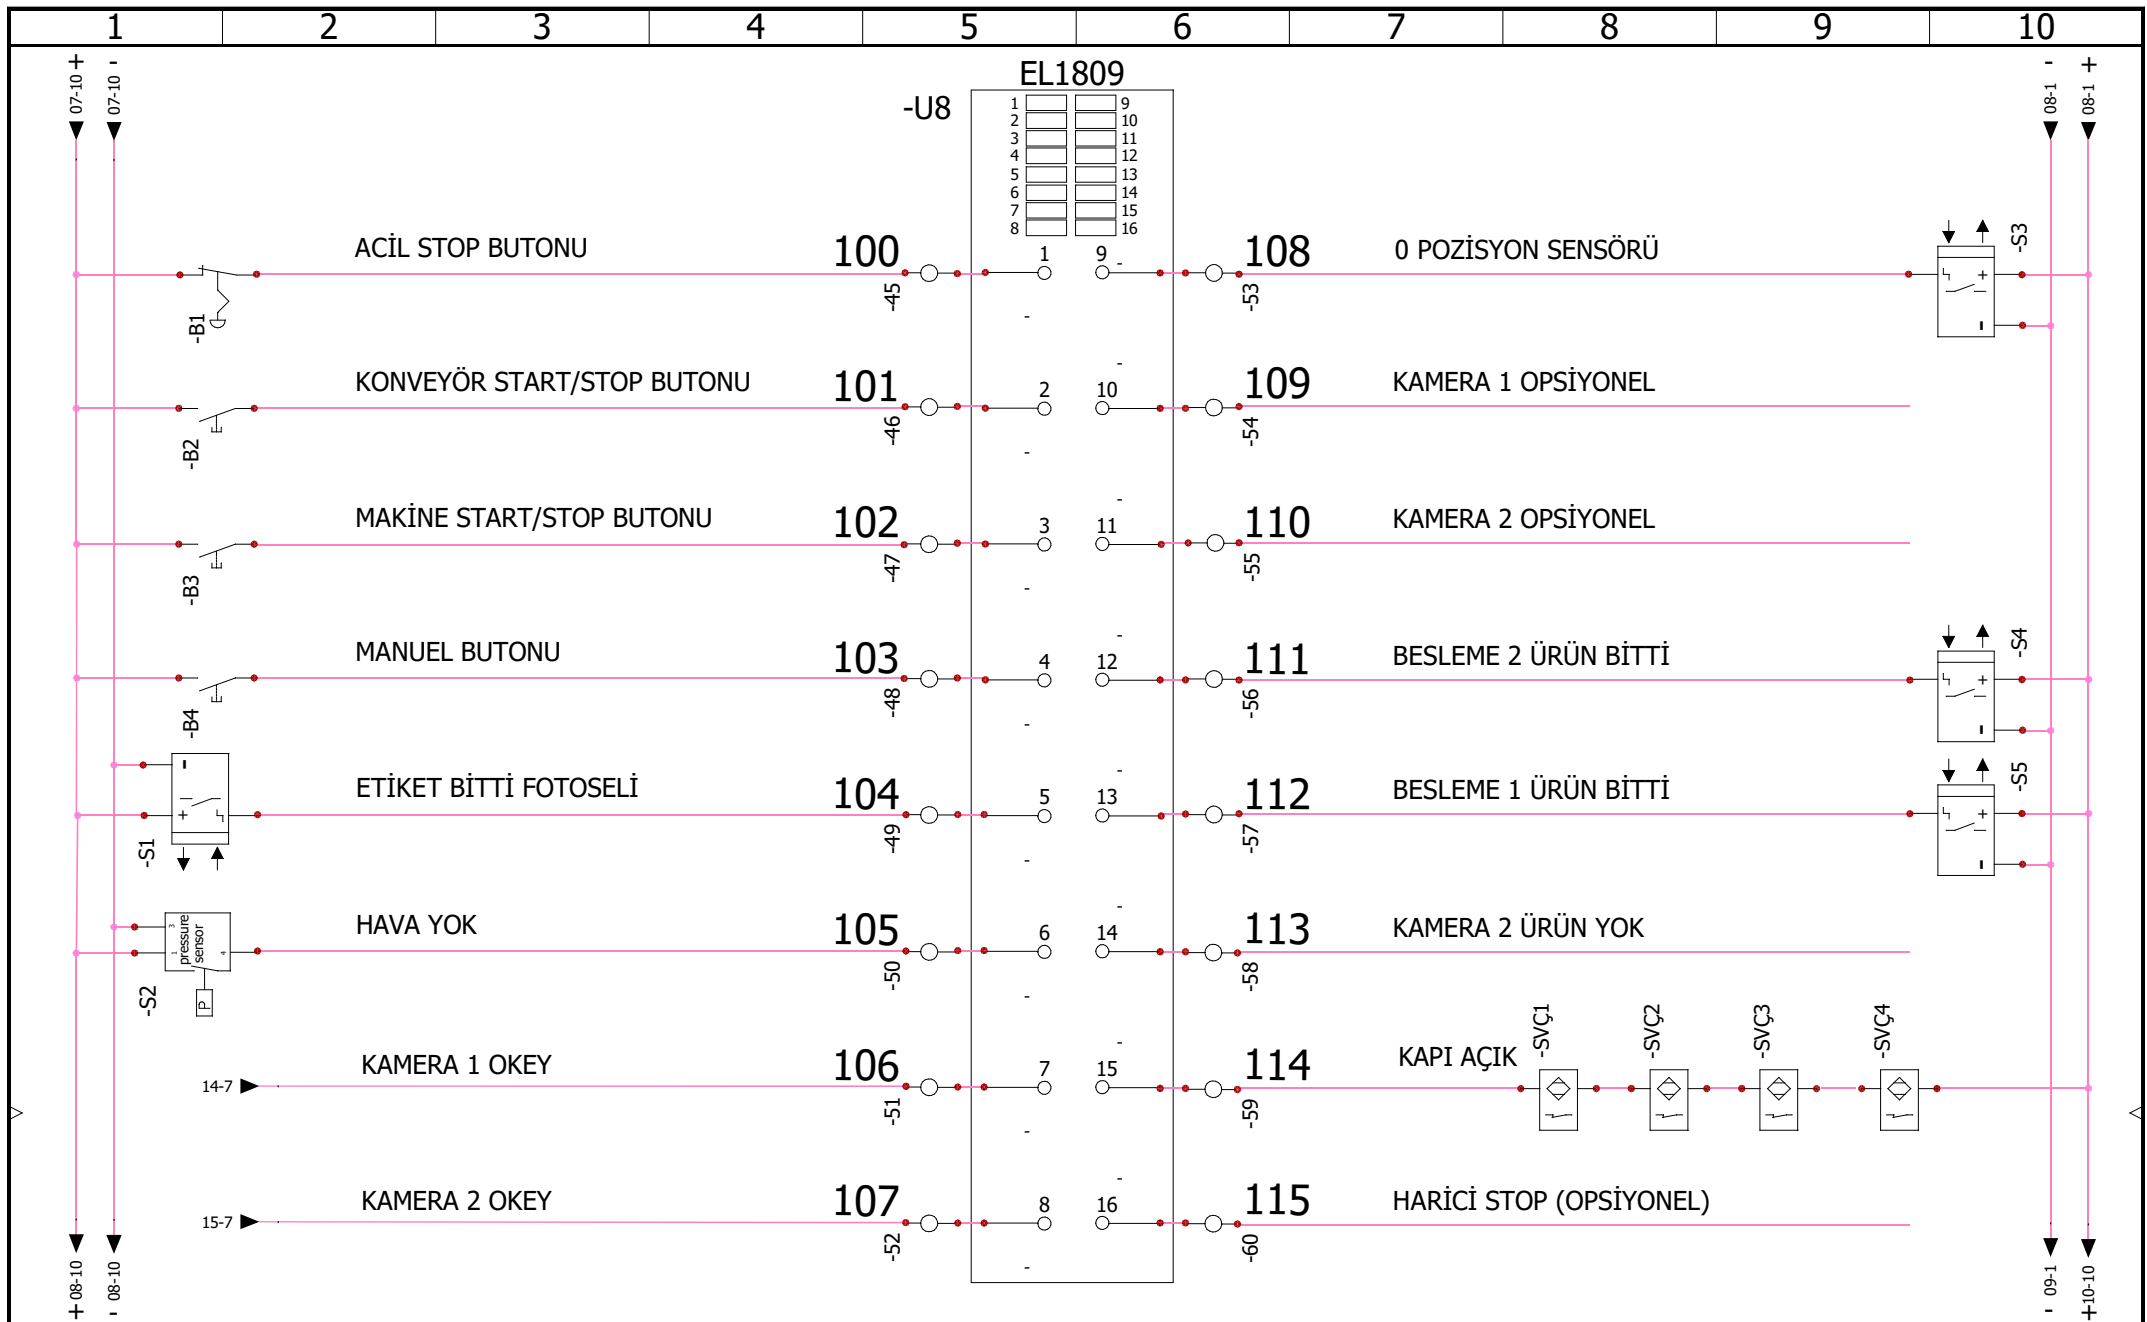 1 2 3 4 5 6 7 8 9 10
+ 07-10
- 07-10
EL1809
-U8
1 9
2 10
3 11
4 12
5 13
6 14
7 15
8 16
- 08-1
+ 08-1
ACİL STOP BUTONU
100
-45
1
9
-
108
-53
0 POZİSYON SENSÖRÜ
-S3
+
-
-B1
-
KONVEYÖR START/STOP BUTONU
101
-46
2
10
-
109
-54
KAMERA 1 OPSİYONEL
-B2
-
MAKİNE START/STOP BUTONU
102
-47
3
11
-
110
-55
KAMERA 2 OPSİYONEL
-B3
-
MANUEL BUTONU
103
-48
4
12
-
111
-56
BESLEME 2 ÜRÜN BİTTİ
-S4
+
-
-B4
-
ETİKET BİTTİ FOTOSELİ
104
-49
5
13
-
112
-57
BESLEME 1 ÜRÜN BİTTİ
-S5
+
-
-
+
-S1
-
HAVA YOK
105
-50
6
14
-
113
-58
KAMERA 2 ÜRÜN YOK
3
1
pressure
sensor
4
P
-S2
-
14-7
KAMERA 1 OKEY
106
-51
7
15
-
114
-59
KAPI AÇIK
-SVÇ1
-SVÇ2
-SVÇ3
-SVÇ4
-
15-7
KAMERA 2 OKEY
107
-52
8
16
-
115
-60
HARİCİ STOP (OPSİYONEL)
-
+ 08-10
- 08-10
- 09-1
+10-10